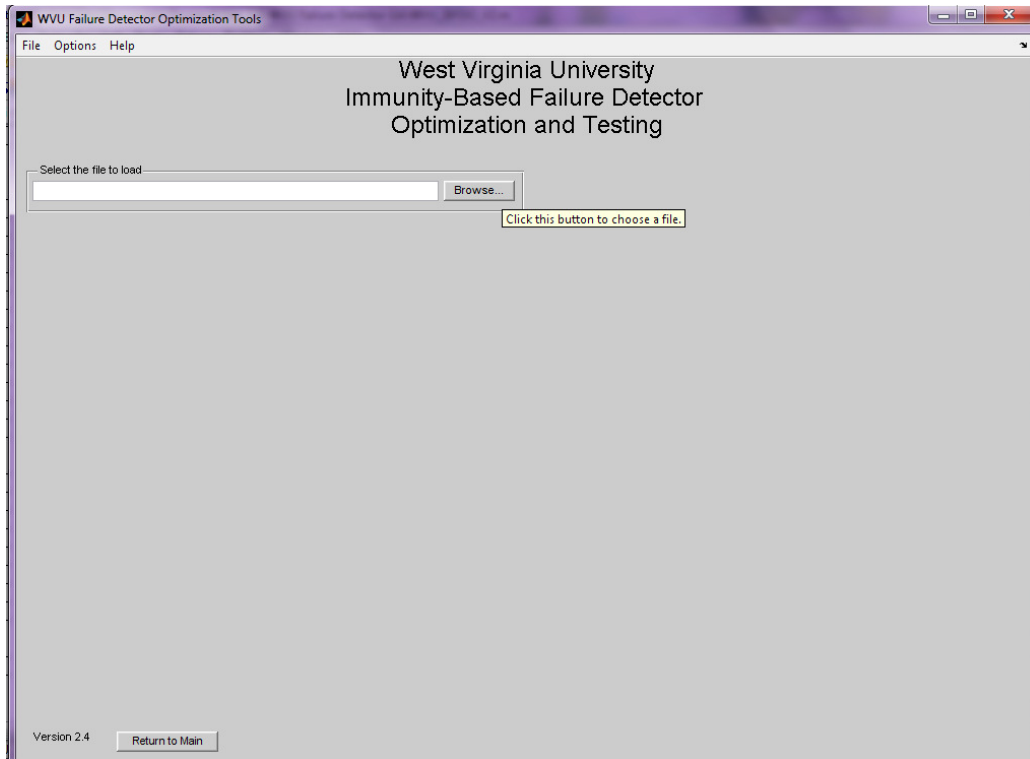 WVU Failure Detector Optimization Tools
File Options Help
West Virginia University
Immunity-Based Failure Detector
Optimization and Testing
Select the file to load
Browse...
Click this button to choose a file.
Version 2.4
Return to Main